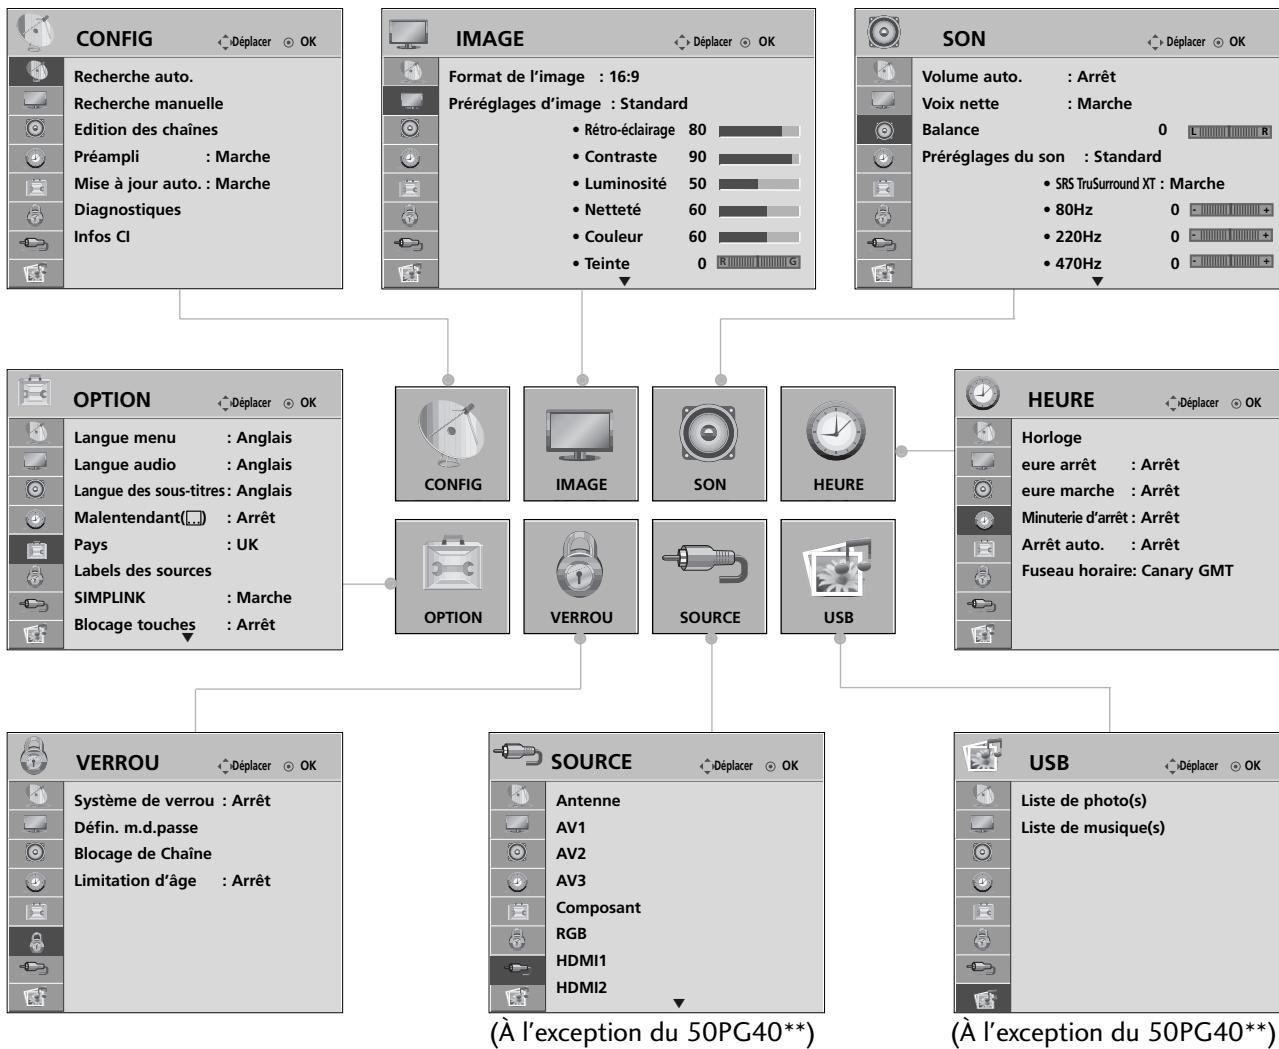 CONFIG Déplacer OK
Recherche auto.
Recherche manuelle
Edition des chaînes
Préampli : Marche
Mise à jour auto. : Marche
Diagnostiques
Infos CI
IMAGE Déplacer OK
Format de l'image : 16:9
Préréglages d'image : Standard
• Rétro-éclairage 80
• Contraste 90
• Luminosité 50
• Netteté 60
• Couleur 60
• Teinte 0 R G
SON Déplacer OK
Volume auto. : Arrêt
Voix nette : Marche
Balance 0 L R
Préréglages du son : Standard
• SRS TruSurround XT : Marche
• 80Hz 0 - +
• 220Hz 0 - +
• 470Hz 0 - +
OPTION Déplacer OK
Langue menu : Anglais
Langue audio : Anglais
Langue des sous-titres : Anglais
Malentendant(...) : Arrêt
Pays : UK
Labels des sources
SIMPLINK : Marche
Blocage touches : Arrêt
CONFIG
IMAGE
SON
HEURE
OPTION
VERROU
SOURCE
USB
HEURE Déplacer OK
Horloge
eure arrêt : Arrêt
eure marche : Arrêt
Minuterie d'arrêt : Arrêt
Arrêt auto. : Arrêt
Fuseau horaire: Canary GMT
VERROU Déplacer OK
Système de verrou : Arrêt
Défin. m.d.passe
Blocage de Chaîne
Limitation d'âge : Arrêt
SOURCE Déplacer OK
Antenne
AV1
AV2
AV3
Composant
RGB
HDMI1
HDMI2
(À l'exception du 50PG40**)
USB Déplacer OK
Liste de photo(s)
Liste de musique(s)
(À l'exception du 50PG40**)